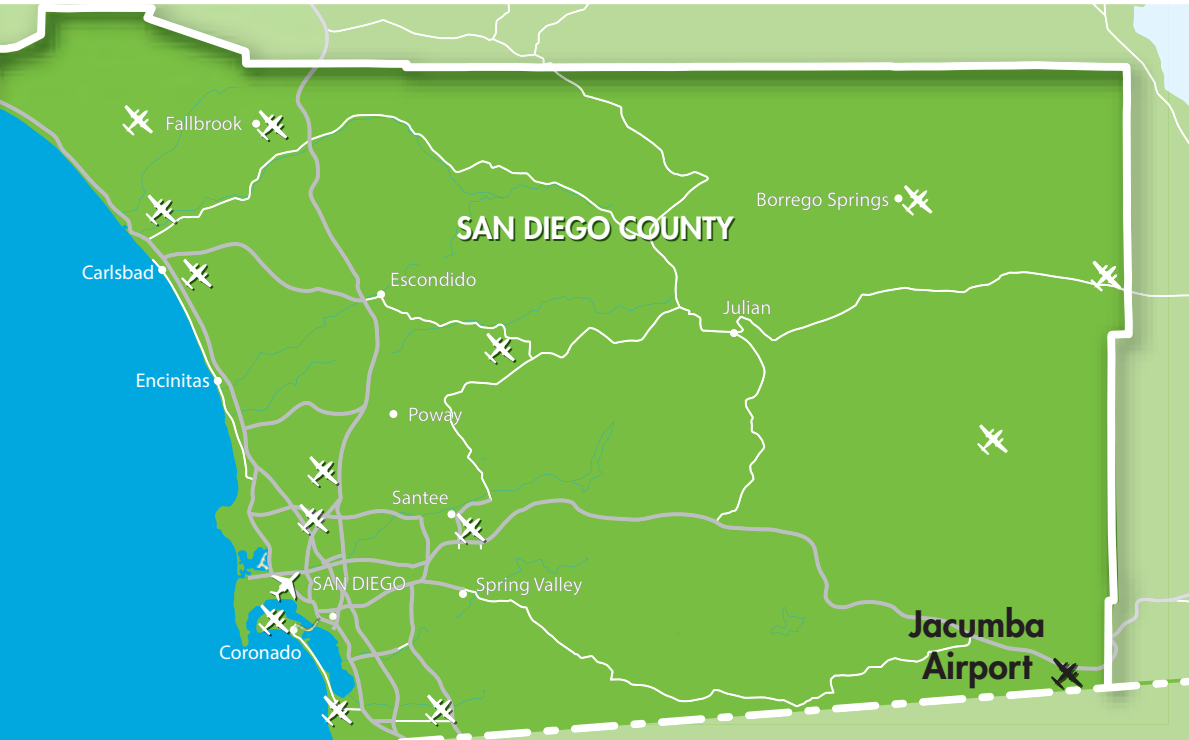 Fallbrook
Borrego Springs
SAN DIEGO COUNTY
Carlsbad
Escondido
Julian
Encinitas
Poway
Santee
SAN DIEGO
Spring Valley
Coronado
Jacumba
Airport